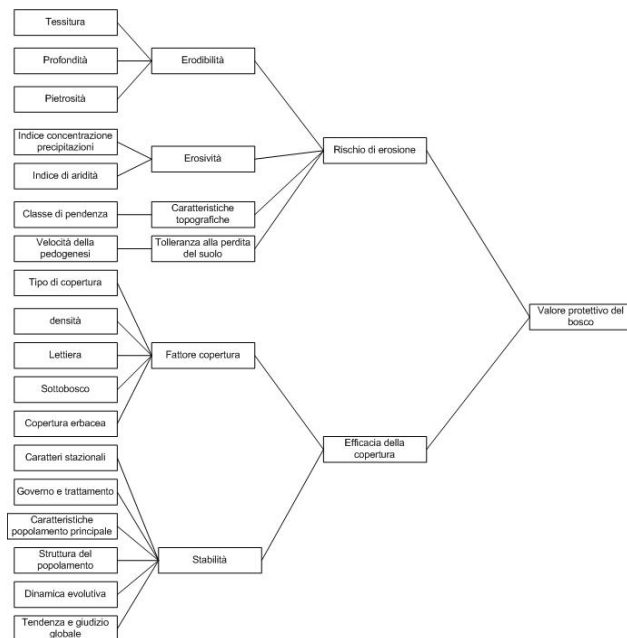 Tessitura
Profondità
Pietrosità
Erodibilità
Indice concentrazione
precipitazioni
Indice di aridità
Erosività
Rischio di erosione
Classe di pendenza
Caratteristiche
topografiche
Velocità della
pedogenesi
Tolleranza alla perdita
del suolo
Tipo di copertura
densità
Lettiera
Sottobosco
Copertura erbacea
Fattore copertura
Valore protettivo del
bosco
Efficacia della
copertura
Caratteri stazionali
Governo e trattamento
Caratteristiche
popolamento principale
Struttura del
popolamento
Dinamica evolutiva
Tendenza e giudizio
globale
Stabilità